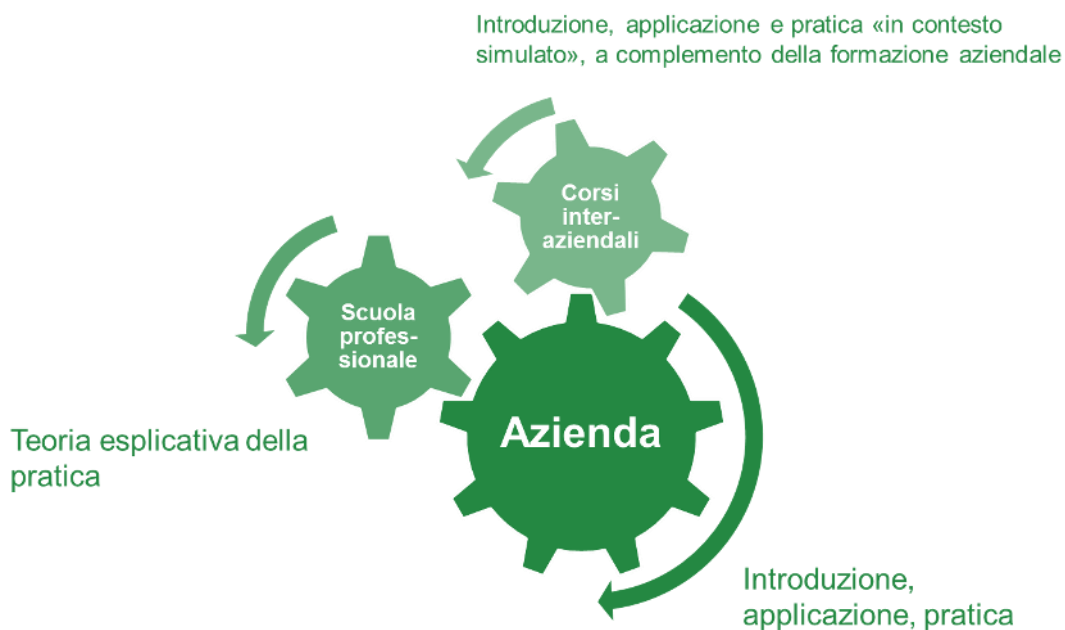 Introduzione, applicazione e pratica «in contesto
simulato», a complemento della formazione aziendale
Corsi
inter-
aziendali
Scuola
profes-
sionale
Azienda
Teoria esplicativa della
pratica
Introduzione,
applicazione, pratica